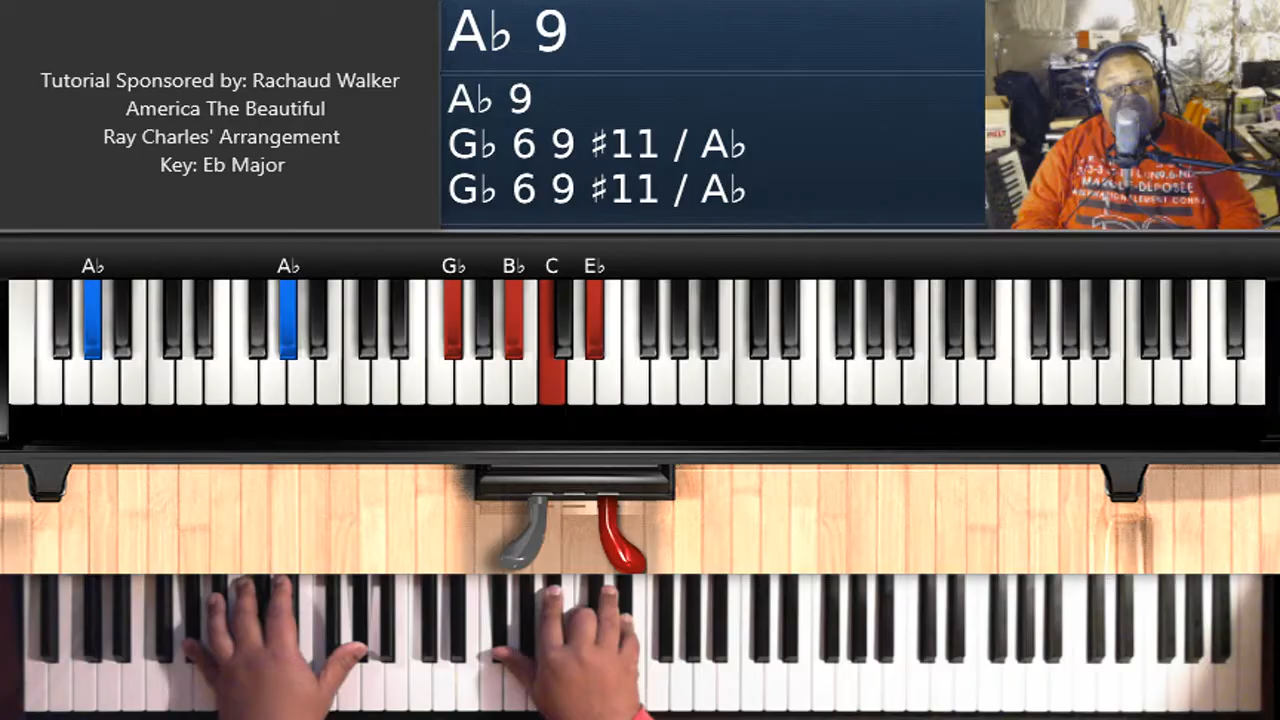 Tutorial Sponsored by: Rachaud Walker
America The Beautiful
Ray Charles' Arrangement
Key: Eb Major
A♭ 9
A♭ 9
G♭ 6 9 ♯11 / A♭
G♭ 6 9 ♯11 / A♭
A♭ A♭ G♭ B♭ C E♭